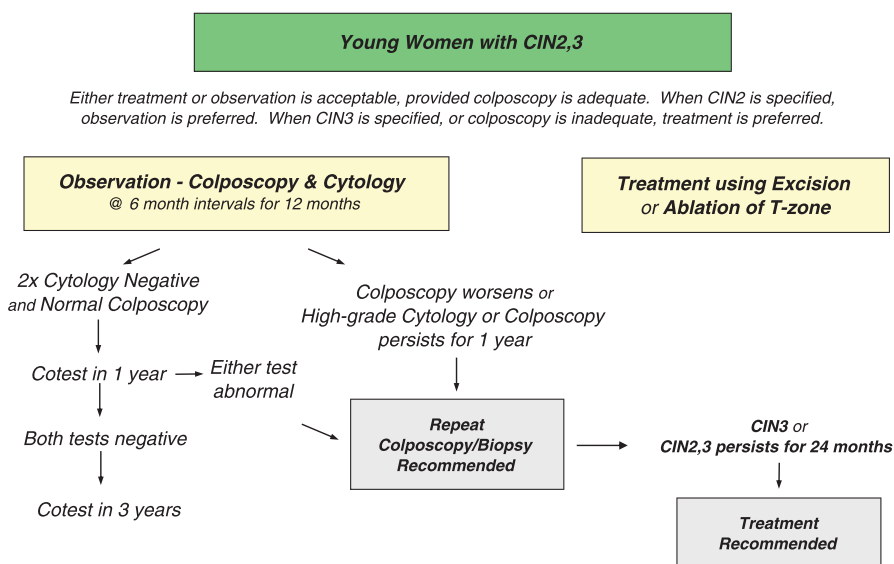 Young Women with CIN2,3
Either treatment or observation is acceptable, provided colposcopy is adequate.  When CIN2 is specified,
observation is preferred.  When CIN3 is specified, or colposcopy is inadequate, treatment is preferred.
Observation - Colposcopy & Cytology
@ 6 month intervals for 12 months
Treatment using Excision
or Ablation of T-zone
2x Cytology Negative
and Normal Colposcopy
Colposcopy worsens or
High-grade Cytology or Colposcopy
persists for 1 year
Cotest in 1 year
Either test
abnormal
Both tests negative
Cotest in 3 years
Repeat
Colposcopy/Biopsy
Recommended
CIN3 or
CIN2,3 persists for 24 months
Treatment
Recommended